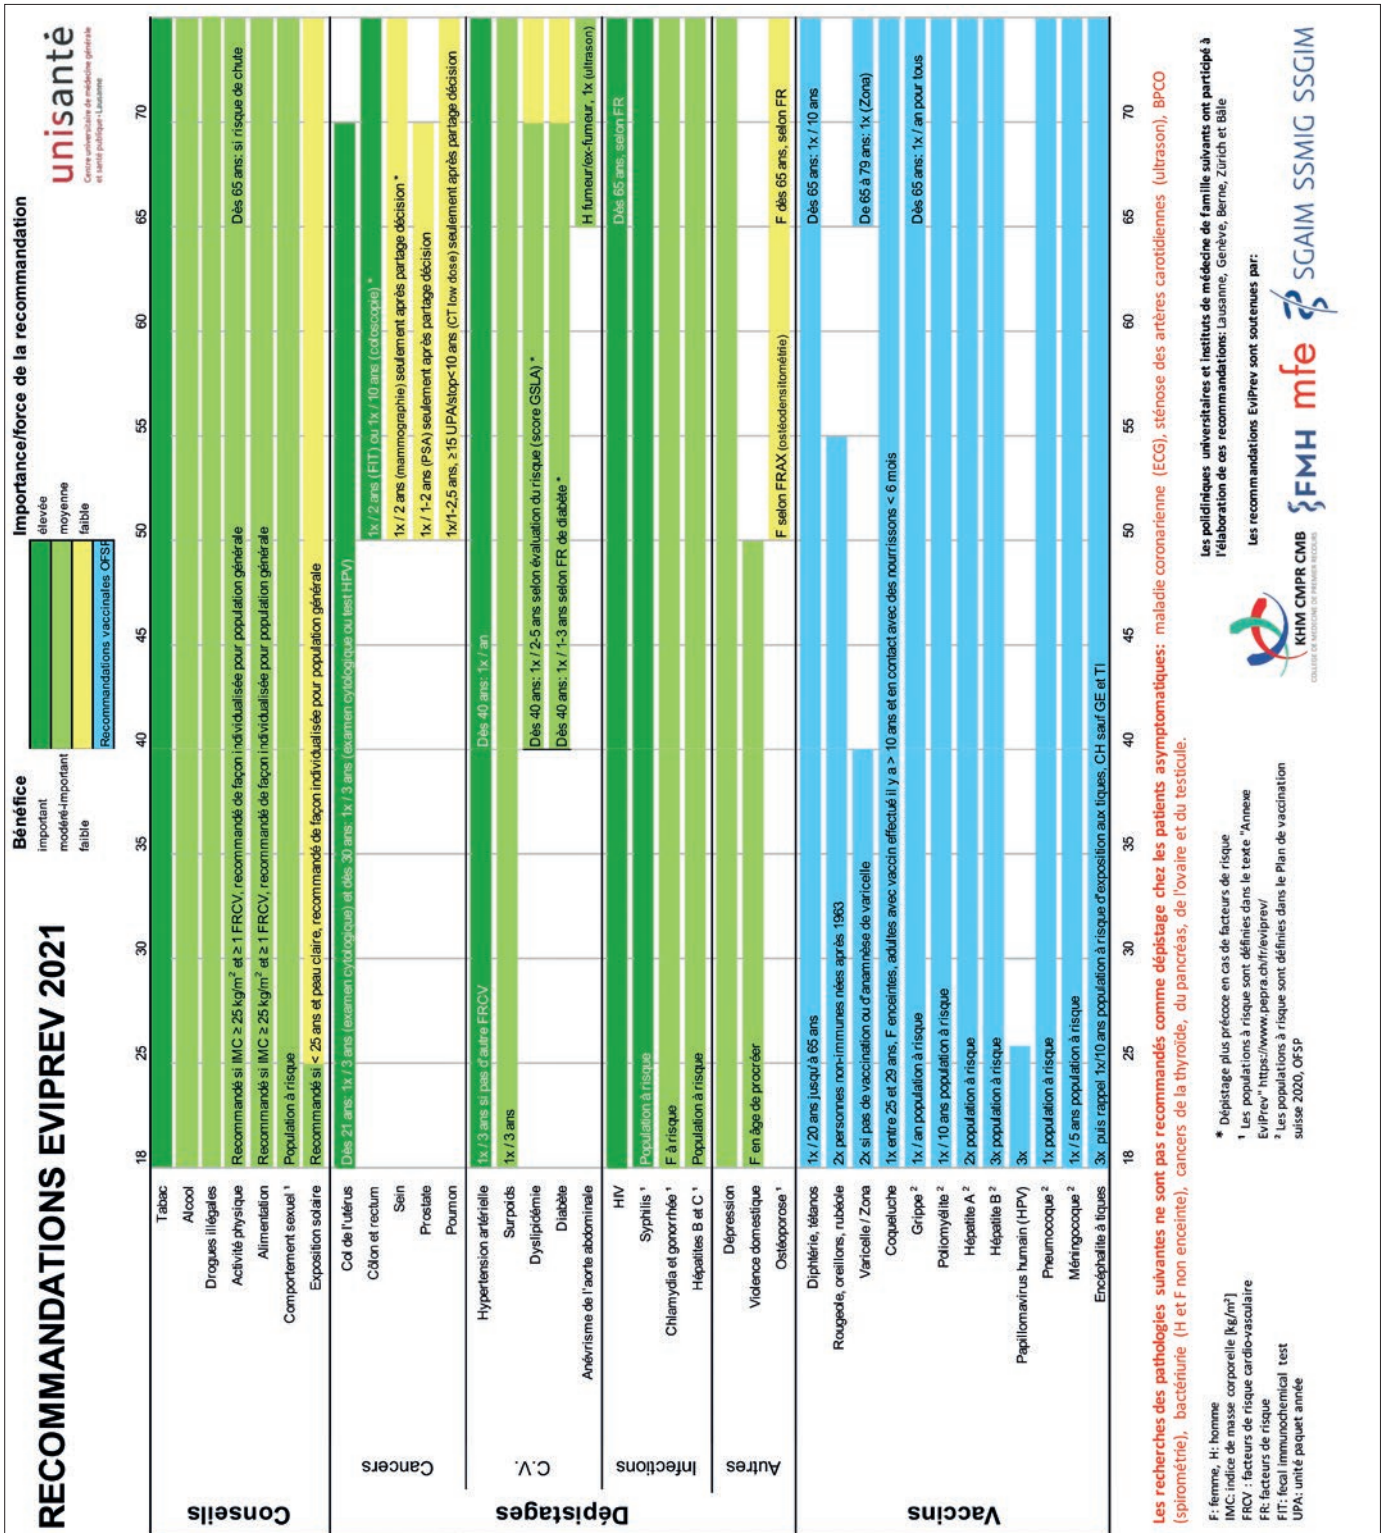 RECOMMANDATIONS EVIPREV 2021
Bénéfice
important
modéré-important
faible
Importance/force de la recommandation
élevée
moyenne
faible
Recommandations vaccinales OFSP
unisanté
Centre universitaire de médecine générale
et santé publique · Lausanne
18 25 30 35 40 45 50 55 60 65 70
Conseils
Tabac
Alcool
Drogues illégales
Activité physique Recommandé si IMC ≥ 25 kg/m² et ≥ 1 FRCV, recommandé de façon individualisée pour population générale Dès 65 ans: si risque de chute
Alimentation Recommandé si IMC ≥ 25 kg/m² et ≥ 1 FRCV, recommandé de façon individualisée pour population générale
Comportement sexuel ¹ Population à risque
Exposition solaire Recommandé si < 25 ans et peau claire, recommandé de façon individualisée pour population générale
Dépistages
Cancers
Col de l'utérus Dès 21 ans: 1x / 3 ans (examen cytologique) et dès 30 ans: 1x / 3 ans (examen cytologique ou test HPV)
Côlon et rectum 1x / 2 ans (FIT) ou 1x / 10 ans (coloscopie) *
Sein 1x / 2 ans (mammographie) seulement après partage décision *
Prostate 1x / 1-2 ans (PSA) seulement après partage décision
Poumon 1x/1-2,5 ans, ≥15 UPA/stop<10 ans (CT low dose) seulement après partage décision
C.V.
Hypertension artérielle 1x / 3 ans si pas d'autre FRCV Dès 40 ans: 1x / an
Surpoids 1x / 3 ans
Dyslipidémie Dès 40 ans: 1x / 2-5 ans selon évaluation du risque (score GSLA) *
Diabète Dès 40 ans: 1x / 1-3 ans selon FR de diabète *
Anévrisme de l'aorte abdominale H fumeur/ex-fumeur, 1x (ultrason)
Infections
HIV Dès 65 ans, selon FR
Syphilis ¹ Population à risque
Chlamydia et gonorrhée ¹ F à risque
Hépatites B et C ¹ Population à risque
Autres
Dépression
Violence domestique F en âge de procréer
Ostéoporose ¹ F selon FRAX (ostéodensitométrie) F dès 65 ans, selon FR
Vaccins
Diphtérie, tétanos 1x / 20 ans jusqu'à 65 ans Dès 65 ans: 1x / 10 ans
Rougeole, oreillons, rubéole 2x personnes non-immunes nées après 1963
Varicelle / Zona 2x si pas de vaccination ou d'anamnèse de varicelle De 65 à 79 ans: 1x (Zona)
Coqueluche 1x entre 25 et 29 ans, F enceintes, adultes avec vaccin effectué il y a > 10 ans et en contact avec des nourrissons < 6 mois
Grippe ² 1x / an population à risque Dès 65 ans: 1x / an pour tous
Poliomyélite ² 1x / 10 ans population à risque
Hépatite A ² 2x population à risque
Hépatite B ² 3x population à risque
Papillomavirus humain (HPV) 3x
Pneumocoque ² 1x population à risque
Méningocoque ² 1x / 5 ans population à risque
Encéphalite à tiques 3x puis rappel 1x/10 ans population à risque d'exposition aux tiques, CH sauf GE et TI
18 25 30 35 40 45 50 55 60 65 70
Les recherches des pathologies suivantes ne sont pas recommandés comme dépistage chez les patients asymptomatiques: maladie coronarienne (ECG), sténose des artères carotidiennes (ultrason), BPCO
(spirométrie), bactériurie (H et F non enceinte), cancers de la thyroïde, du pancréas, de l'ovaire et du testicule.
F: femme, H: homme
IMC: indice de masse corporelle [kg/m²]
FRCV : facteurs de risque cardio-vasculaire
FR: facteurs de risque
FIT: fecal immunochemical test
UPA: unité paquet année
* Dépistage plus précoce en cas de facteurs de risque
¹ Les populations à risque sont définies dans le texte "Annexe
EviPrev" https://www.pepra.ch/fr/eviprev/
² Les populations à risque sont définies dans le Plan de vaccination
suisse 2020, OFSP
Les policliniques universitaires et instituts de médecine de famille suivants ont participé à
l'élaboration de ces recommandations: Lausanne, Genève, Berne, Zürich et Bâle
Les recommandations EviPrev sont soutenues par:
KHM CMPR CMB
COLLÈGE DE MÉDECINE DE PREMIER RECOURS
FMH
mfe
SGAIM SSMIG SSGIM